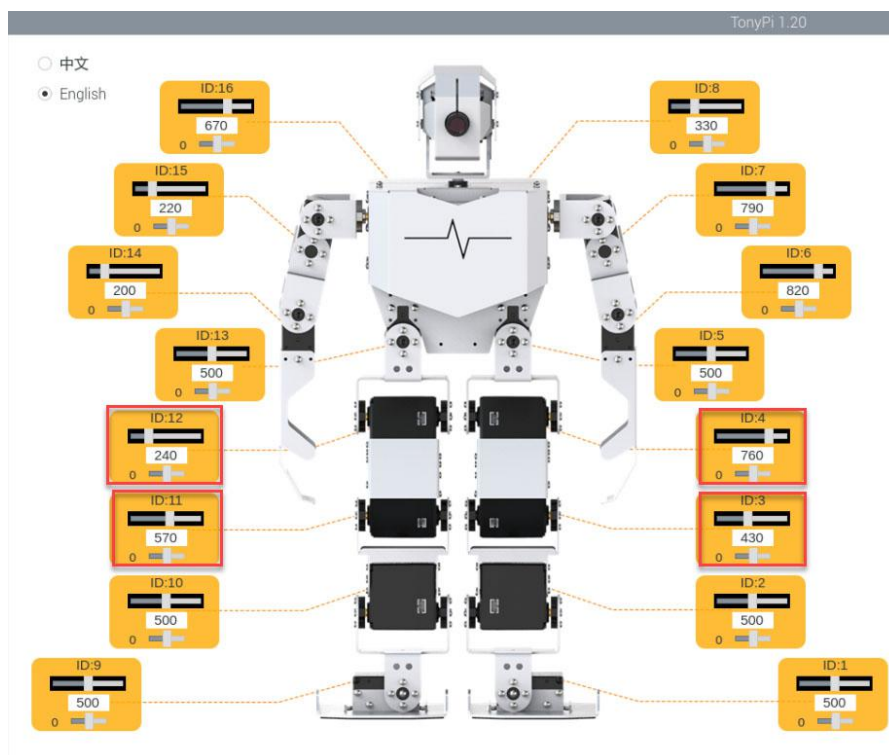 TonyPi 1.20
中文
English
ID:16
670
0
ID:8
330
0
ID:15
220
0
ID:7
790
0
ID:14
200
0
ID:6
820
0
ID:13
500
0
ID:5
500
0
ID:12
240
0
ID:4
760
0
ID:11
570
0
ID:3
430
0
ID:10
500
0
ID:2
500
0
ID:9
500
0
ID:1
500
0